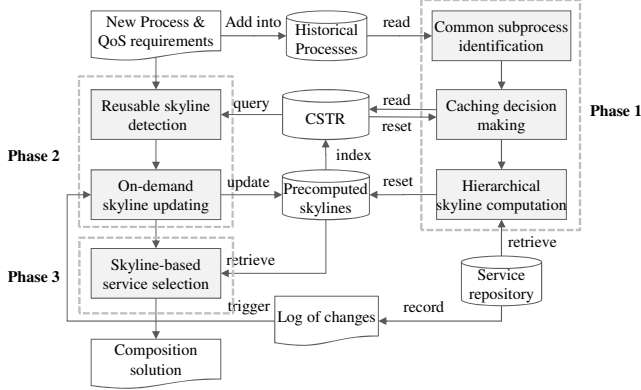 New Process &
QoS requirements
Add into
Historical
Processes
read
Common subprocess
identification
Reusable skyline
detection
query
CSTR
read
reset
Caching decision
making
Phase 1
Phase 2
index
On-demand
skyline updating
update
Precomputed
skylines
reset
Hierarchical
skyline computation
retrieve
Phase 3
Skyline-based
service selection
retrieve
Service
repository
trigger
Log of changes
record
Composition
solution